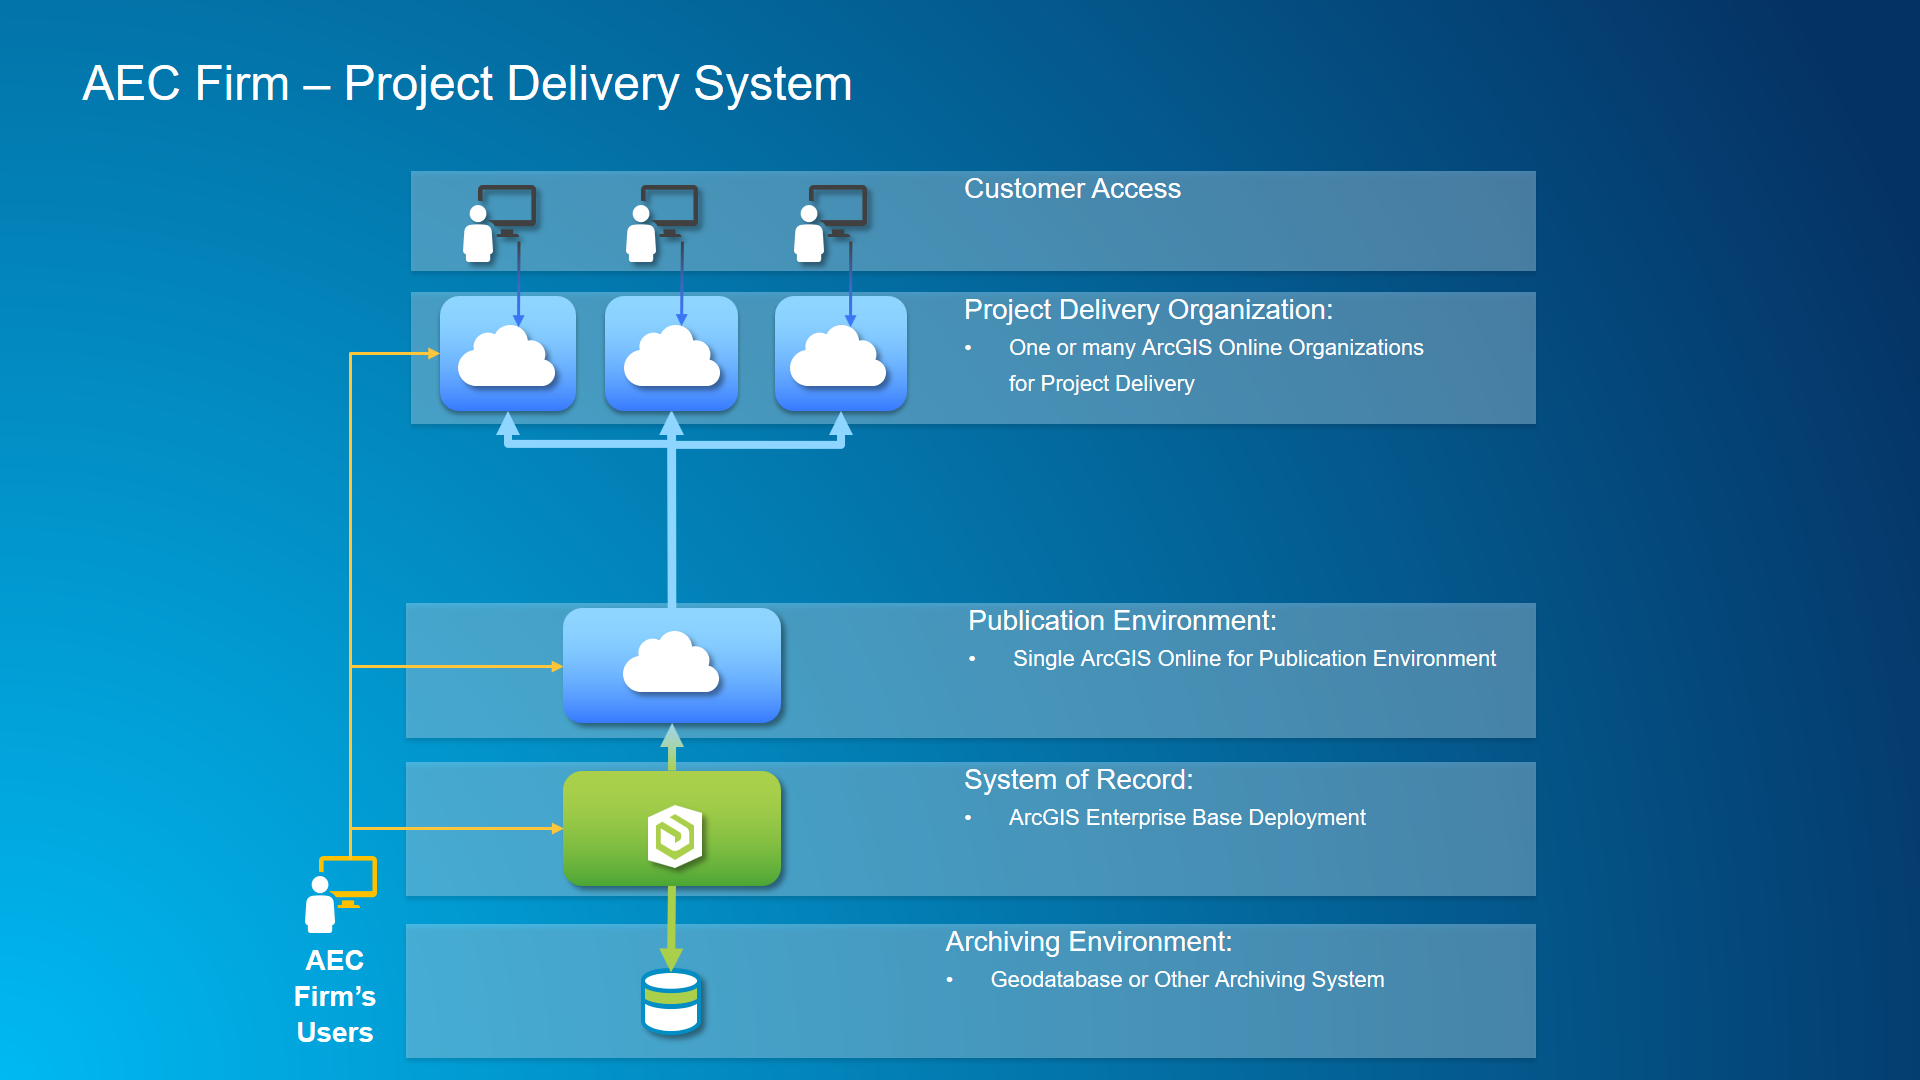 AEC Firm – Project Delivery System
Customer Access
Project Delivery Organization:
• One or many ArcGIS Online Organizations
for Project Delivery
Publication Environment:
• Single ArcGIS Online for Publication Environment
System of Record:
• ArcGIS Enterprise Base Deployment
Archiving Environment:
• Geodatabase or Other Archiving System
AEC
Firm’s
Users